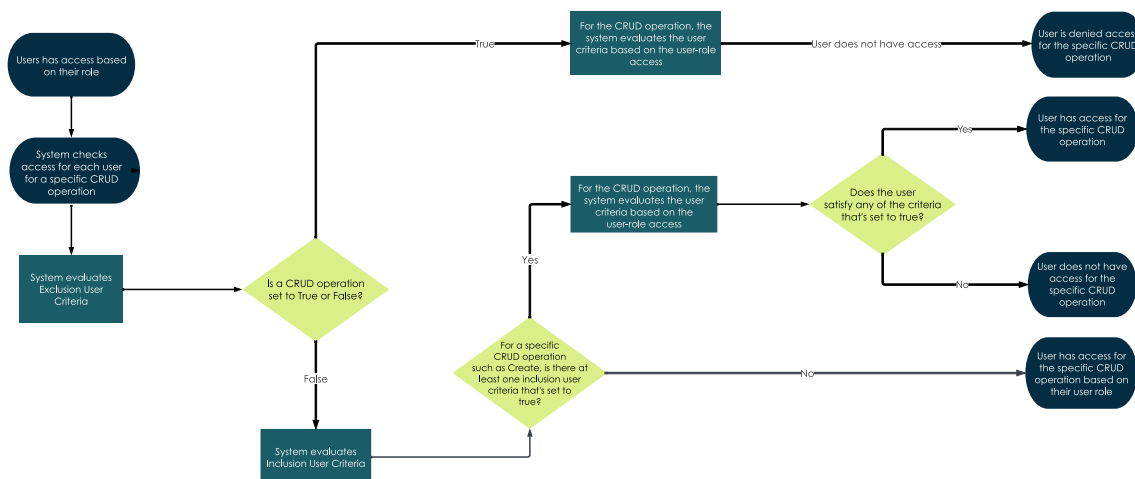 Users has access based
on their role
System checks
access for each user
for a specific CRUD
operation
System evaluates
Exclusion User
Criteria
Is a CRUD operation
set to True or False?
True
For the CRUD operation, the
system evaluates the user
criteria based on the user-role
access
User does not have access
User is denied access
for the specific CRUD
operation
False
System evaluates
Inclusion User Criteria
For a specific
CRUD operation
such as Create, is there at
least one inclusion user
criteria that's set to
true?
Yes
For the CRUD operation, the
system evaluates the user
criteria based on the
user-role access
Does the user
satisfy any of the criteria
that's set to true?
Yes
User has access for
the specific CRUD
operation
No
User does not have
access for the
specific CRUD
operation
No
User has access for
the specific CRUD
operation based on
their user role